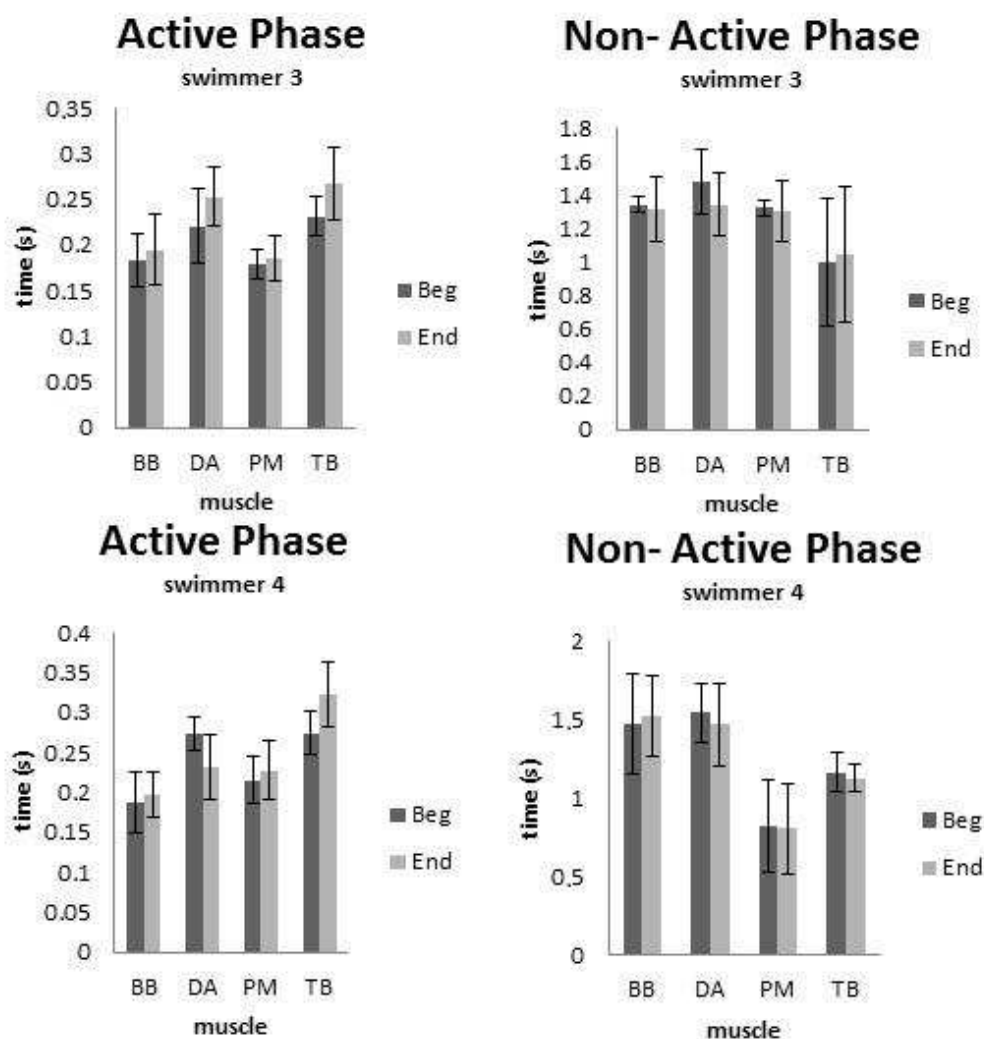 Active Phase
swimmer 3
0.35
0.3
0.25
0.2
0.15
0.1
0.05
0
time (s)
BB DA PM TB
muscle
Beg
End
Non- Active Phase
swimmer 3
1.8
1.6
1.4
1.2
1
0.8
0.6
0.4
0.2
0
time (s)
BB DA PM TB
muscle
Beg
End
Active Phase
swimmer 4
0.4
0.35
0.3
0.25
0.2
0.15
0.1
0.05
0
time (s)
BB DA PM TB
muscle
Beg
End
Non- Active Phase
swimmer 4
2
1.5
1
0.5
0
time (s)
BB DA PM TB
muscle
Beg
End